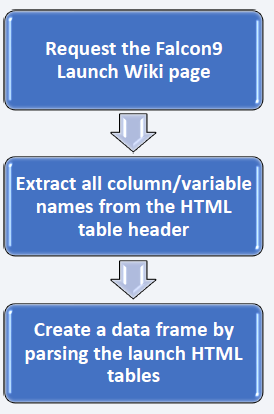 Request the Falcon9
Launch Wiki page
Extract all column/variable
names from the HTML
table header
Create a data frame by
parsing the launch HTML
tables